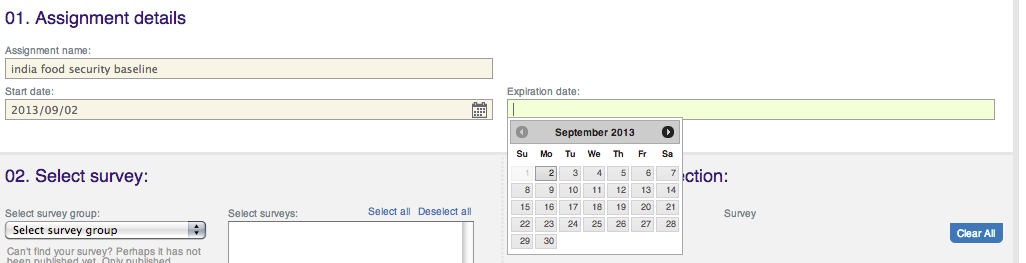 01. Assignment details
Assignment name:
india food security baseline
Start date:
Expiration date:
2013/09/02
September 2013
Su Mo Tu We Th Fr Sa
1 2 3 4 5 6 7
8 9 10 11 12 13 14
15 16 17 18 19 20 21
22 23 24 25 26 27 28
29 30
02. Select survey:
ction:
Select survey group:
Select survey group
Can't find your survey? Perhaps it has not
been published yet. Only published
Select surveys:
Select all Deselect all
Survey
Clear All